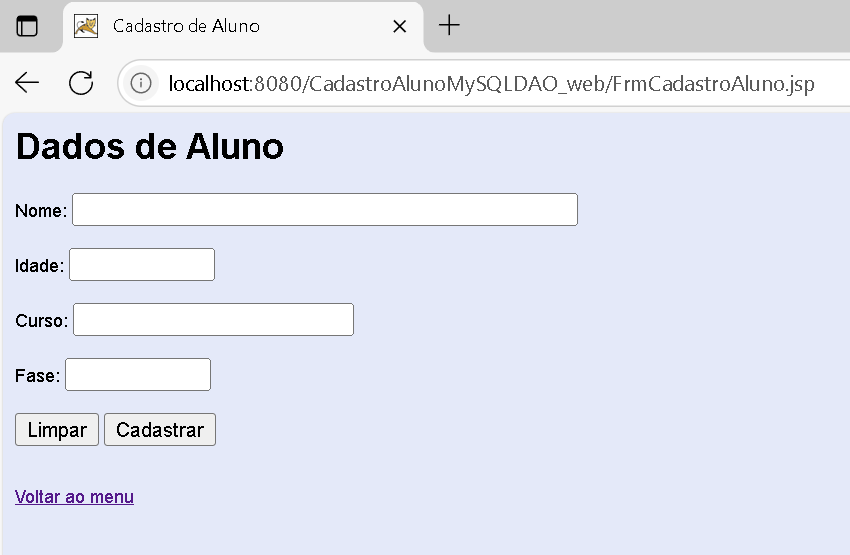 Cadastro de Aluno
localhost:8080/CadastroAlunoMySQLDAO_web/FrmCadastroAluno.jsp
Dados de Aluno
Nome:
Idade:
Curso:
Fase:
Limpar Cadastrar
Voltar ao menu